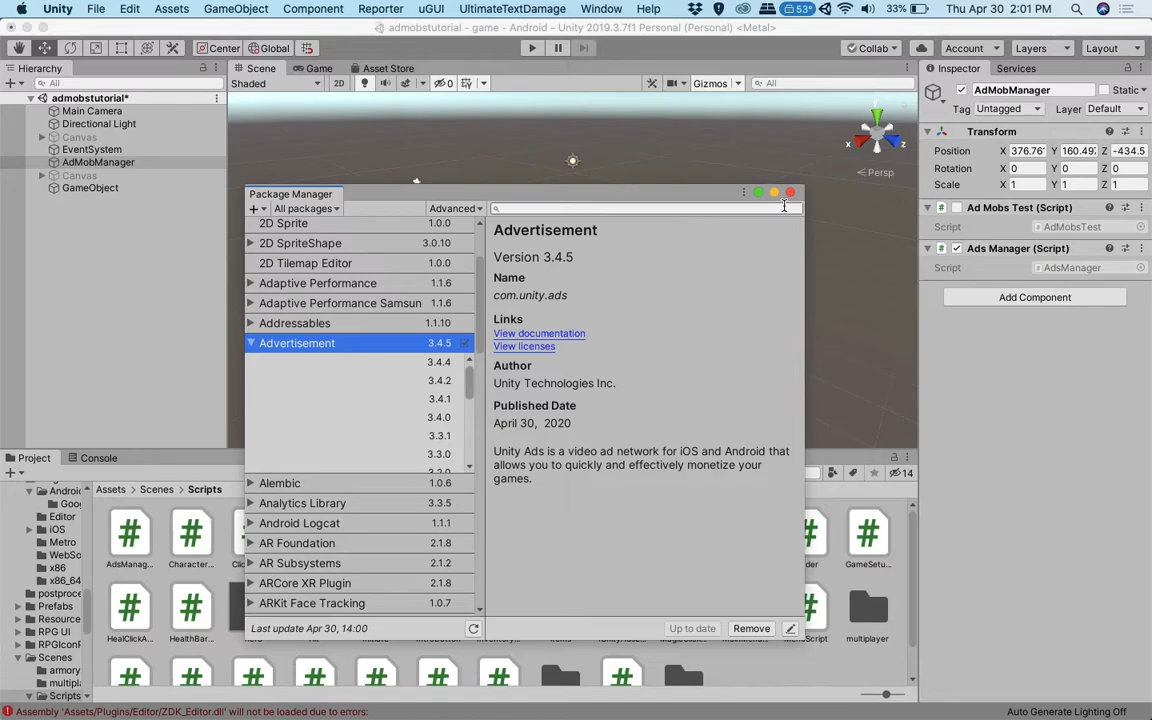 Unity File Edit Assets GameObject Component Reporter uGUI UltimateTextDamage Window Help 53° 33% Thu Apr 30 2:01 PM
admobstutorial - game - Android - Unity 2019.3.7f1 Personal (Personal) <Metal>
Center Global Collab Account Layers Layout
Hierarchy Scene Game Asset Store Inspector Services
All Shaded 2D 0 Gizmos All AdMobManager Static
admobstutorial*
Tag Untagged Layer Default
Main Camera
Directional Light
Transform
Canvas
EventSystem
Position X 376.76 Y 160.49 Z -434.5
AdMobManager
Rotation X 0 Y 0 Z 0
Canvas
Persp
Scale X 1 Y 1 Z 1
GameObject
Ad Mobs Test (Script)
Script AdMobsTest
Ads Manager (Script)
Script AdsManager
Add Component
Package Manager
All packages Advanced
2D Sprite 1.0.0
2D SpriteShape 3.0.10
2D Tilemap Editor 1.0.0
Adaptive Performance 1.1.6
Adaptive Performance Samsun 1.1.6
Addressables 1.1.10
Advertisement 3.4.5
3.4.4
3.4.2
3.4.1
3.4.0
3.3.1
3.3.0
Alembic 1.0.6
Analytics Library 3.3.5
Android Logcat 1.1.1
AR Foundation 2.1.8
AR Subsystems 2.1.2
ARCore XR Plugin 2.1.8
ARKit Face Tracking 1.0.7
Last update Apr 30, 14:00
Advertisement
Version 3.4.5
Name
com.unity.ads
Links
View documentation
View licenses
Author
Unity Technologies Inc.
Published Date
April 30, 2020
Unity Ads is a video ad network for iOS and Android that
allows you to quickly and effectively monetize your
games.
Up to date Remove
Project Console
14
Android
Goo
Editor
iOS
Metro
WebSo
x86
x86_64
postproce
Prefabs
Resource
RPG UI
RPGIconP
Scenes
armory
multipl
Scripts
Assets Scenes Scripts
AdsManag... Character... GameSetu...
HealClickA... HealthBar... multiplayer
Assembly 'Assets/Plugins/Editor/ZDK_Editor.dll' will not be loaded due to errors:
Auto Generate Lighting Off